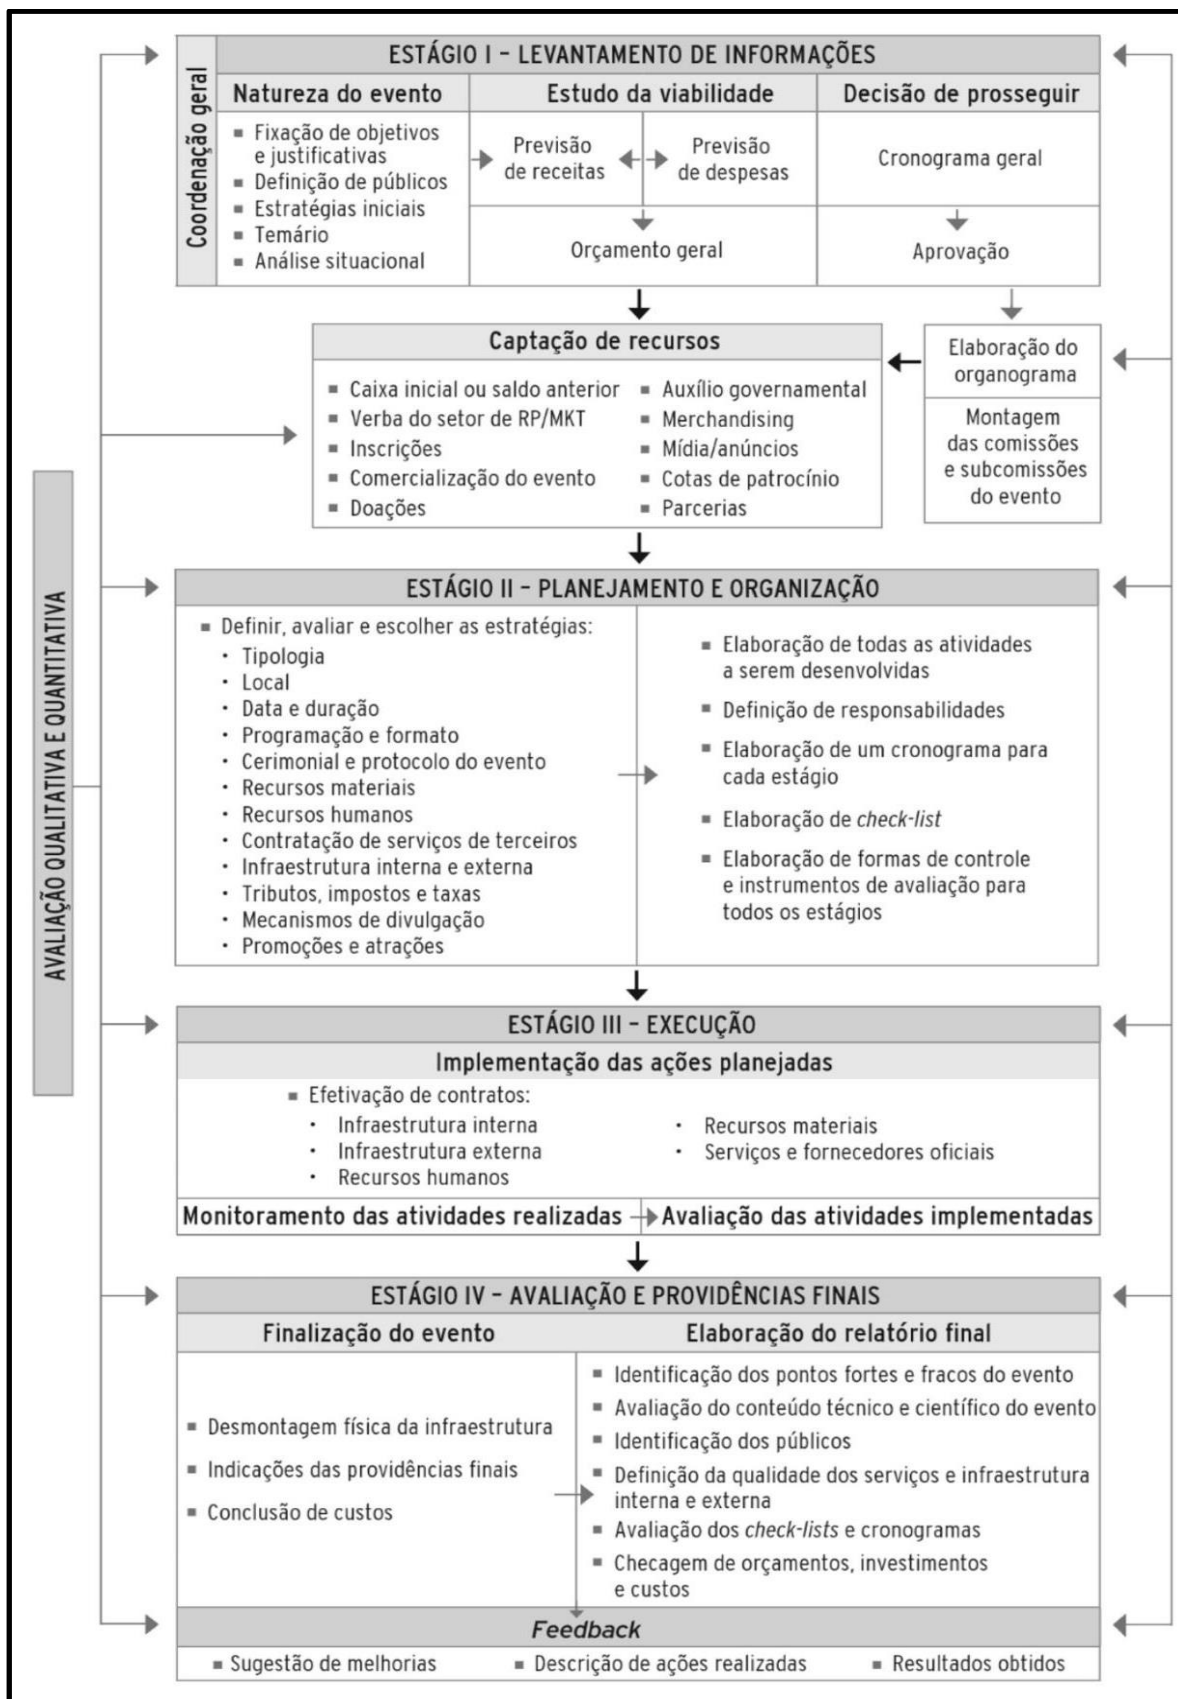 ESTÁGIO I – LEVANTAMENTO DE INFORMAÇÕES
Coordenação geral
Natureza do evento
▪ Fixação de objetivos
e justificativas
▪ Definição de públicos
▪ Estratégias iniciais
▪ Temário
▪ Análise situacional
Estudo da viabilidade
Previsão
de receitas
Previsão
de despesas
Orçamento geral
Decisão de prosseguir
Cronograma geral
Aprovação
Elaboração do
organograma
Montagem
das comissões
e subcomissões
do evento
Captação de recursos
▪ Caixa inicial ou saldo anterior
▪ Verba do setor de RP/MKT
▪ Inscrições
▪ Comercialização do evento
▪ Doações
▪ Auxílio governamental
▪ Merchandising
▪ Mídia/anúncios
▪ Cotas de patrocínio
▪ Parcerias
AVALIAÇÃO QUALITATIVA E QUANTITATIVA
ESTÁGIO II – PLANEJAMENTO E ORGANIZAÇÃO
▪ Definir, avaliar e escolher as estratégias:
• Tipologia
• Local
• Data e duração
• Programação e formato
• Cerimonial e protocolo do evento
• Recursos materiais
• Recursos humanos
• Contratação de serviços de terceiros
• Infraestrutura interna e externa
• Tributos, impostos e taxas
• Mecanismos de divulgação
• Promoções e atrações
▪ Elaboração de todas as atividades
a serem desenvolvidas
▪ Definição de responsabilidades
▪ Elaboração de um cronograma para
cada estágio
▪ Elaboração de check-list
▪ Elaboração de formas de controle
e instrumentos de avaliação para
todos os estágios
ESTÁGIO III – EXECUÇÃO
Implementação das ações planejadas
▪ Efetivação de contratos:
• Infraestrutura interna
• Infraestrutura externa
• Recursos humanos
• Recursos materiais
• Serviços e fornecedores oficiais
Monitoramento das atividades realizadas
Avaliação das atividades implementadas
ESTÁGIO IV – AVALIAÇÃO E PROVIDÊNCIAS FINAIS
Finalização do evento
▪ Desmontagem física da infraestrutura
▪ Indicações das providências finais
▪ Conclusão de custos
Elaboração do relatório final
▪ Identificação dos pontos fortes e fracos do evento
▪ Avaliação do conteúdo técnico e científico do evento
▪ Identificação dos públicos
▪ Definição da qualidade dos serviços e infraestrutura
interna e externa
▪ Avaliação dos check-lists e cronogramas
▪ Checagem de orçamentos, investimentos
e custos
Feedback
▪ Sugestão de melhorias
▪ Descrição de ações realizadas
▪ Resultados obtidos